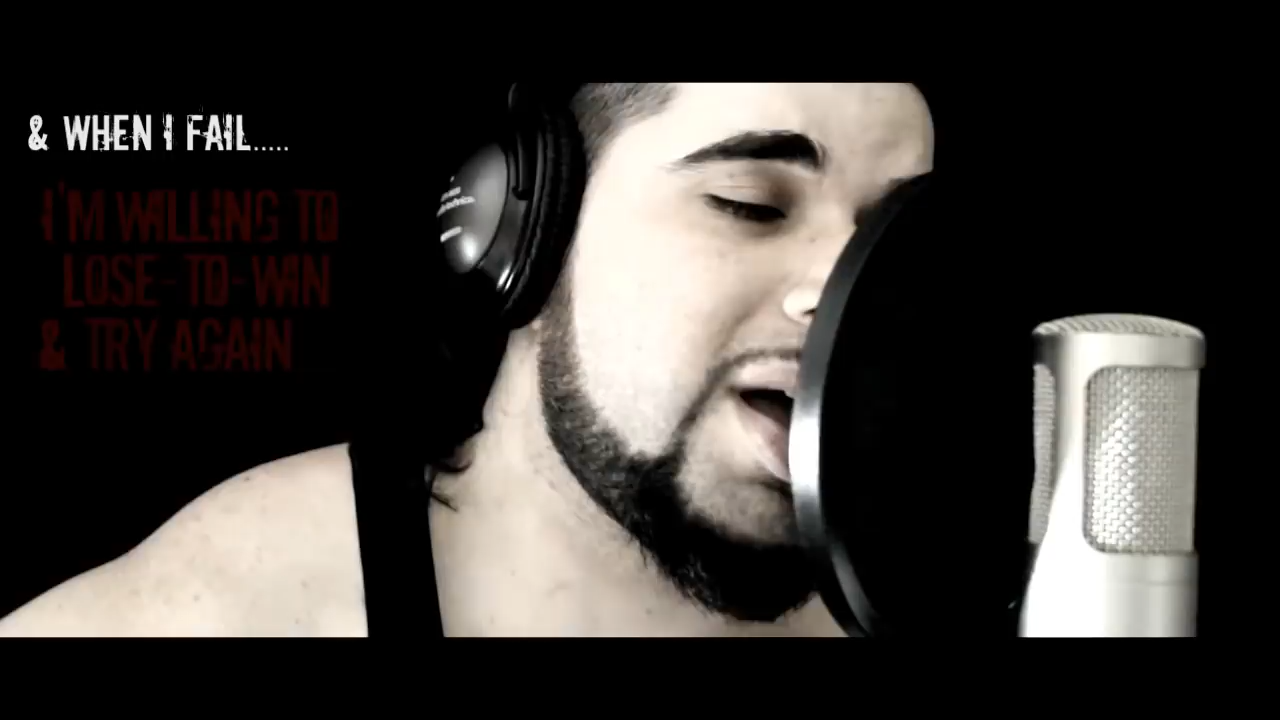 & WHEN I FAIL.....
I'M WILLING TO
LOSE-TO-WIN
& TRY AGAIN